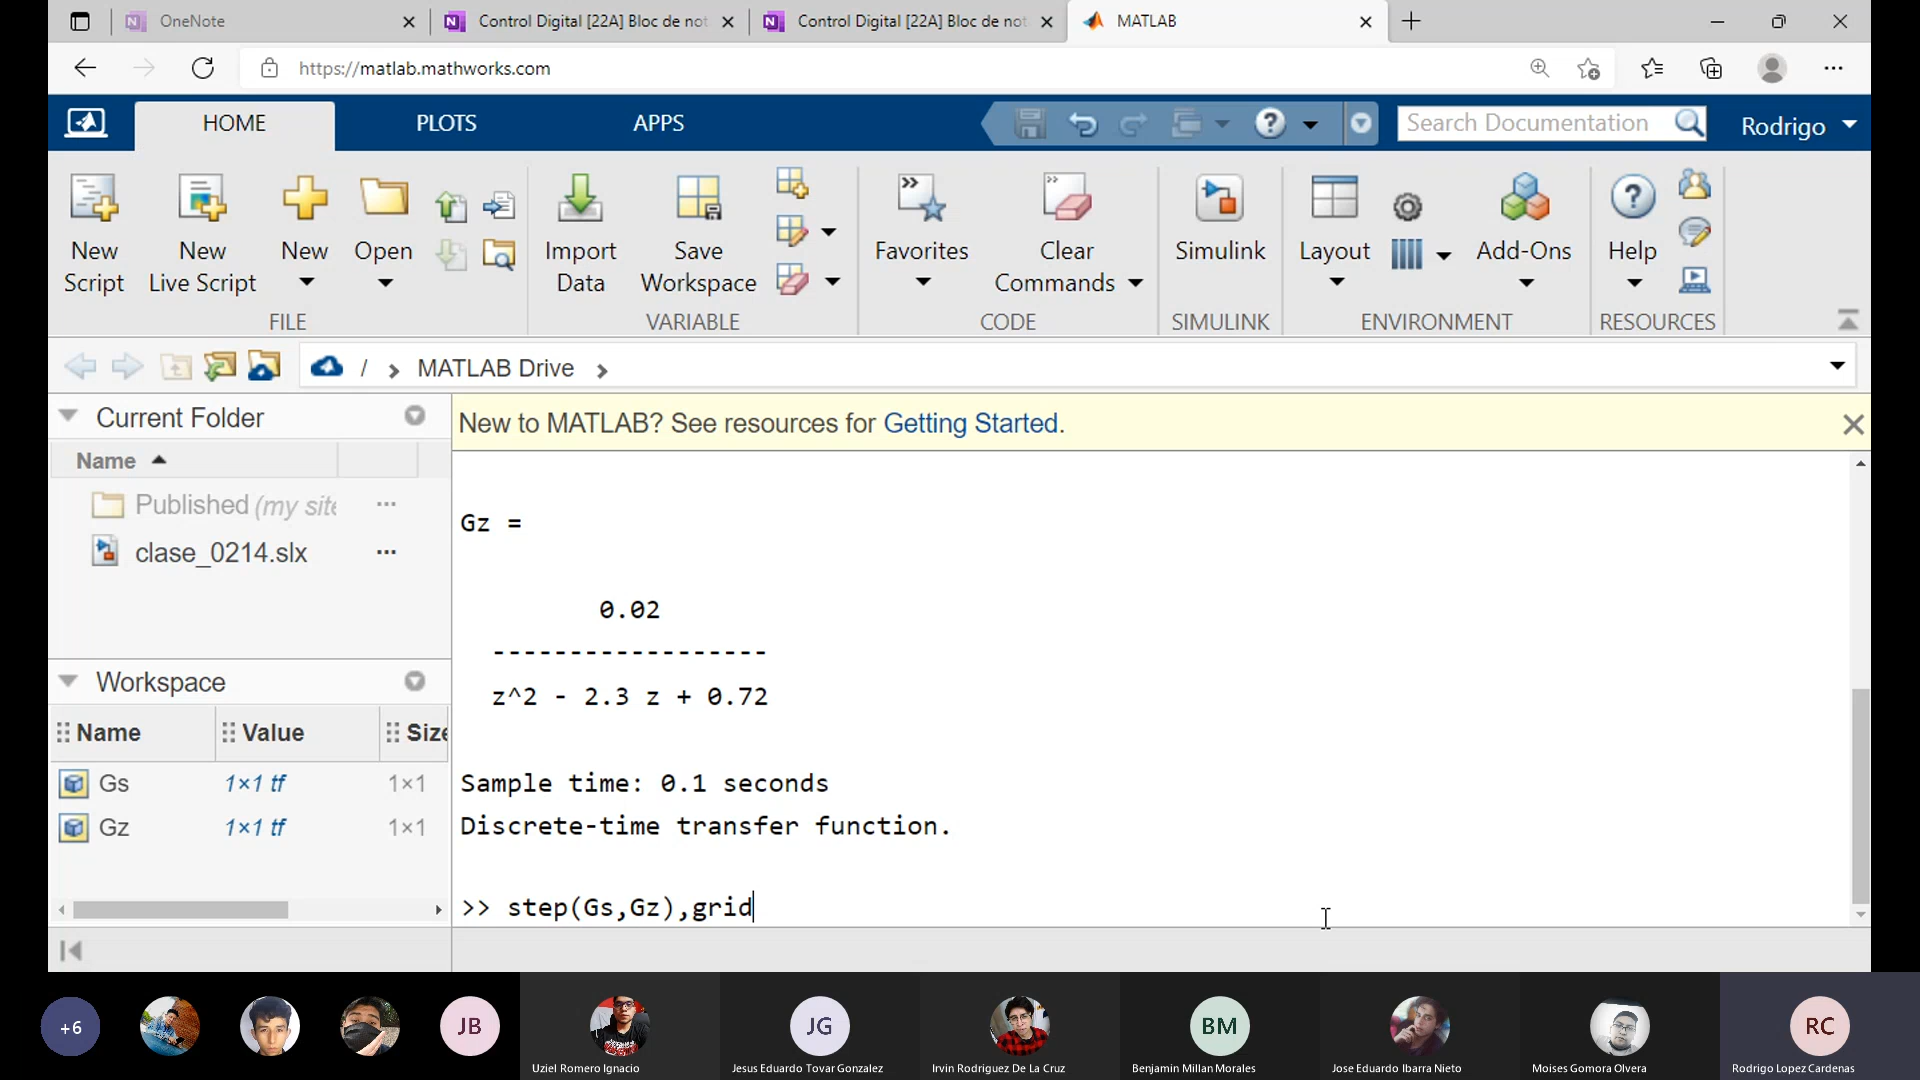 OneNote
Control Digital [22A] Bloc de not
Control Digital [22A] Bloc de not
MATLAB
https://matlab.mathworks.com
HOME
PLOTS
APPS
Search Documentation
Rodrigo
New Script
New Live Script
New
Open
Import Data
Save Workspace
Favorites
Clear Commands
Simulink
Layout
Add-Ons
Help
FILE
VARIABLE
CODE
SIMULINK
ENVIRONMENT
RESOURCES
/ MATLAB Drive
Current Folder
New to MATLAB? See resources for Getting Started.
Name
Published (my site
clase_0214.slx
Gz =
0.02
------------------
z^2 - 2.3 z + 0.72
Sample time: 0.1 seconds
Discrete-time transfer function.
>> step(Gs,Gz),grid
Workspace
Name Value Size
Gs 1×1 tf 1×1
Gz 1×1 tf 1×1
+6
JB
JG
BM
RC
Uziel Romero Ignacio
Jesus Eduardo Tovar Gonzalez
Irvin Rodriguez De La Cruz
Benjamin Millan Morales
Jose Eduardo Ibarra Nieto
Moises Gomora Olvera
Rodrigo Lopez Cardenas